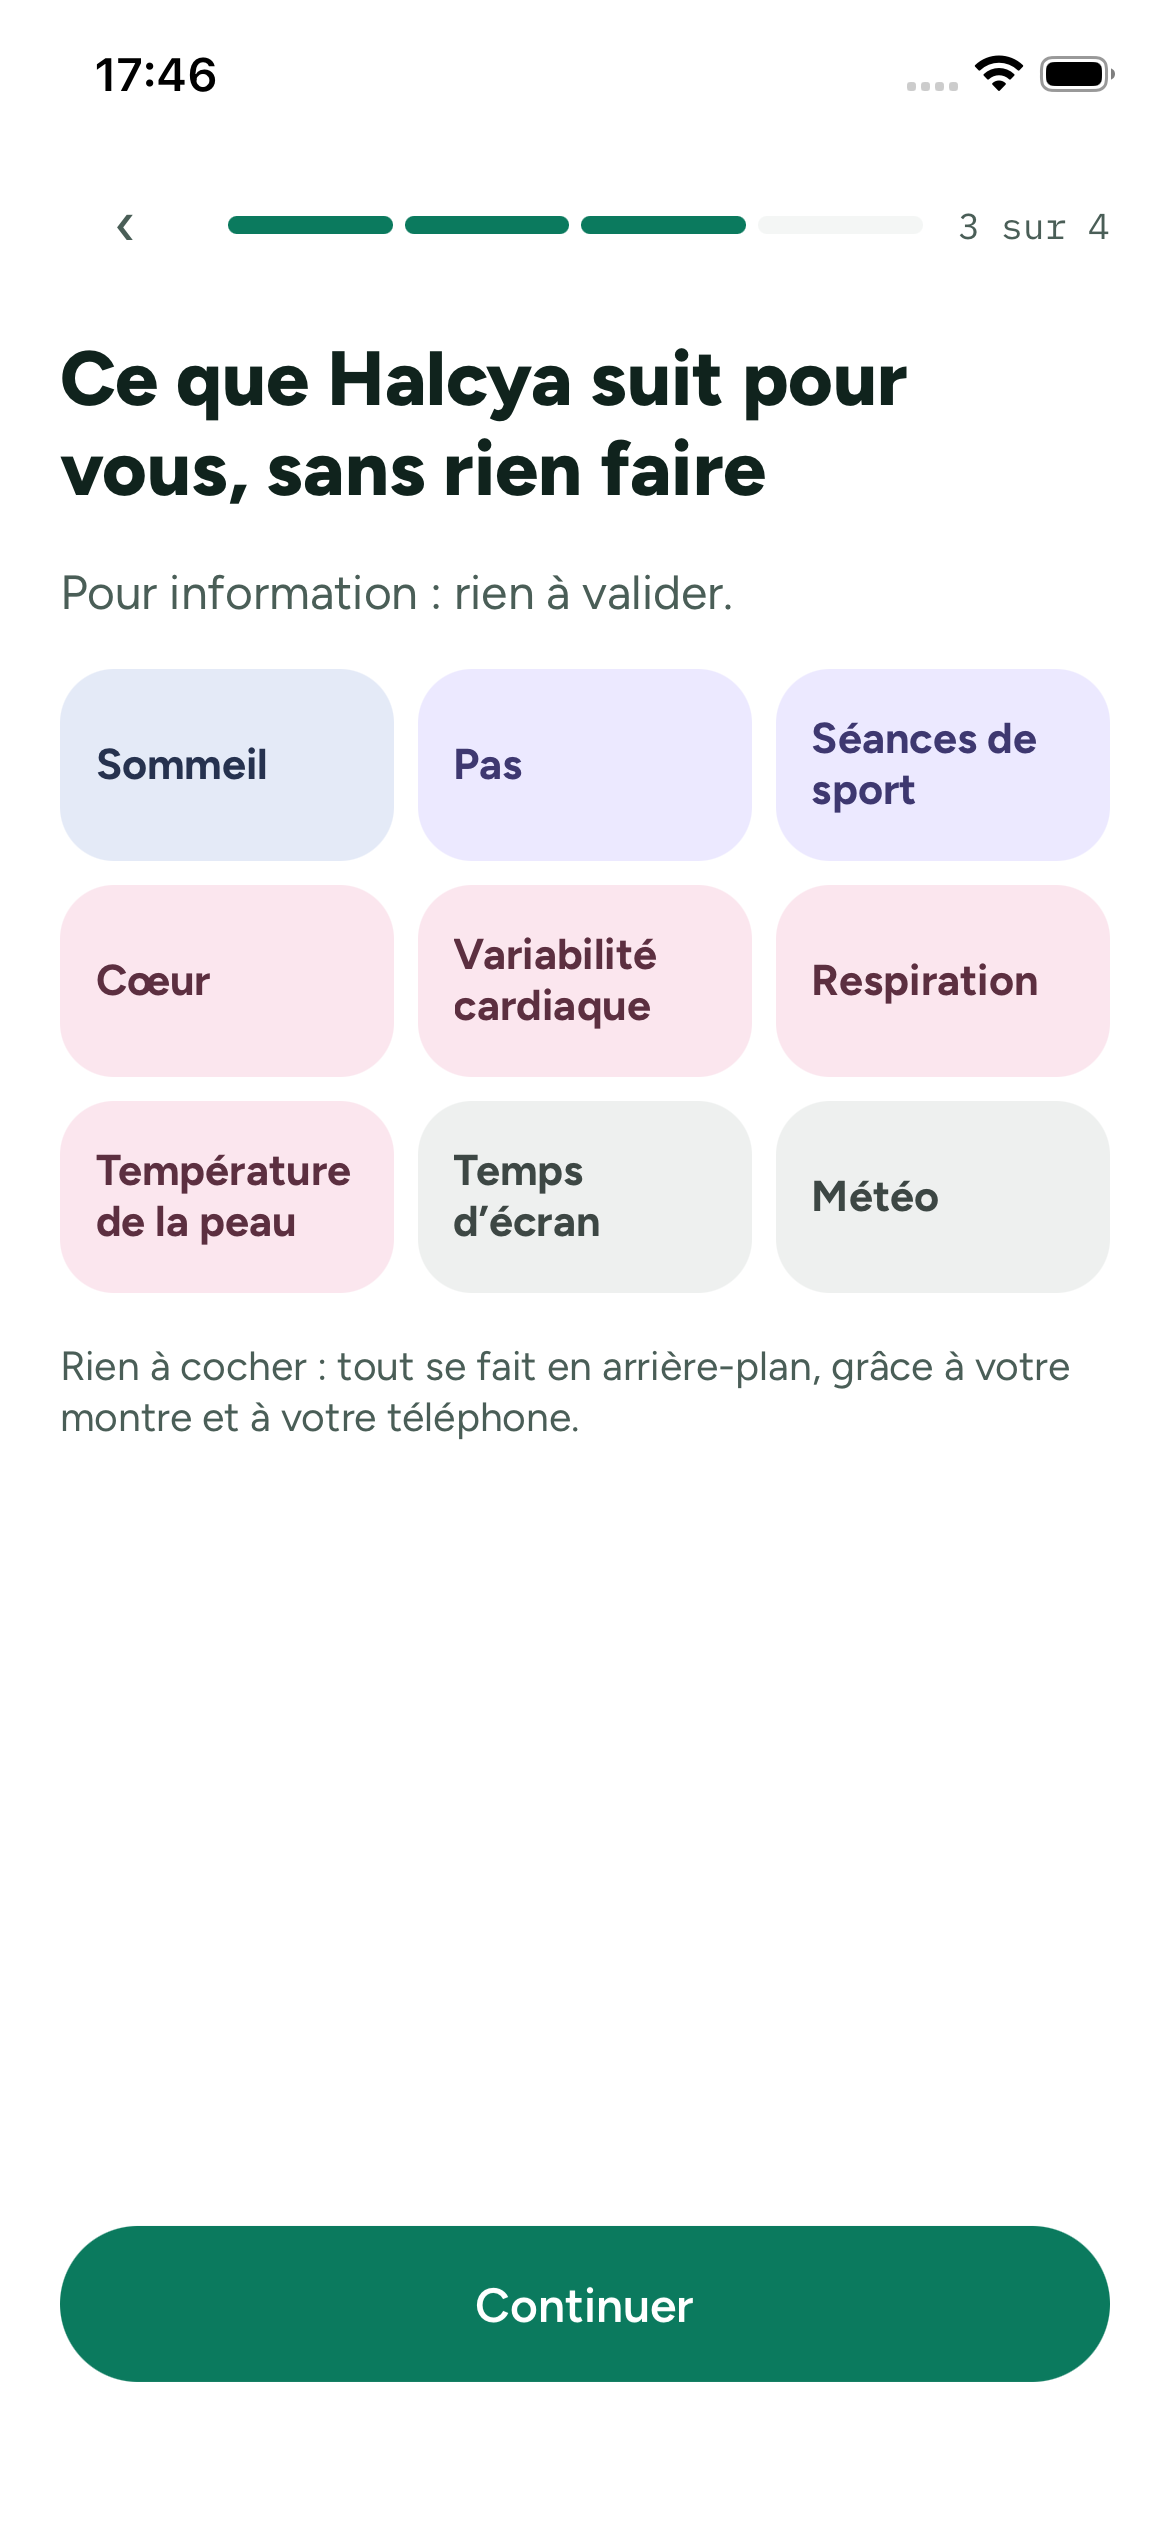 17:46
3 sur 4
Ce que Halcya suit pour
vous, sans rien faire
Pour information : rien à valider.
Sommeil
Pas
Séances de
sport
Cœur
Variabilité
cardiaque
Respiration
Température
de la peau
Temps
d’écran
Météo
Rien à cocher : tout se fait en arrière-plan, grâce à votre
montre et à votre téléphone.
Continuer